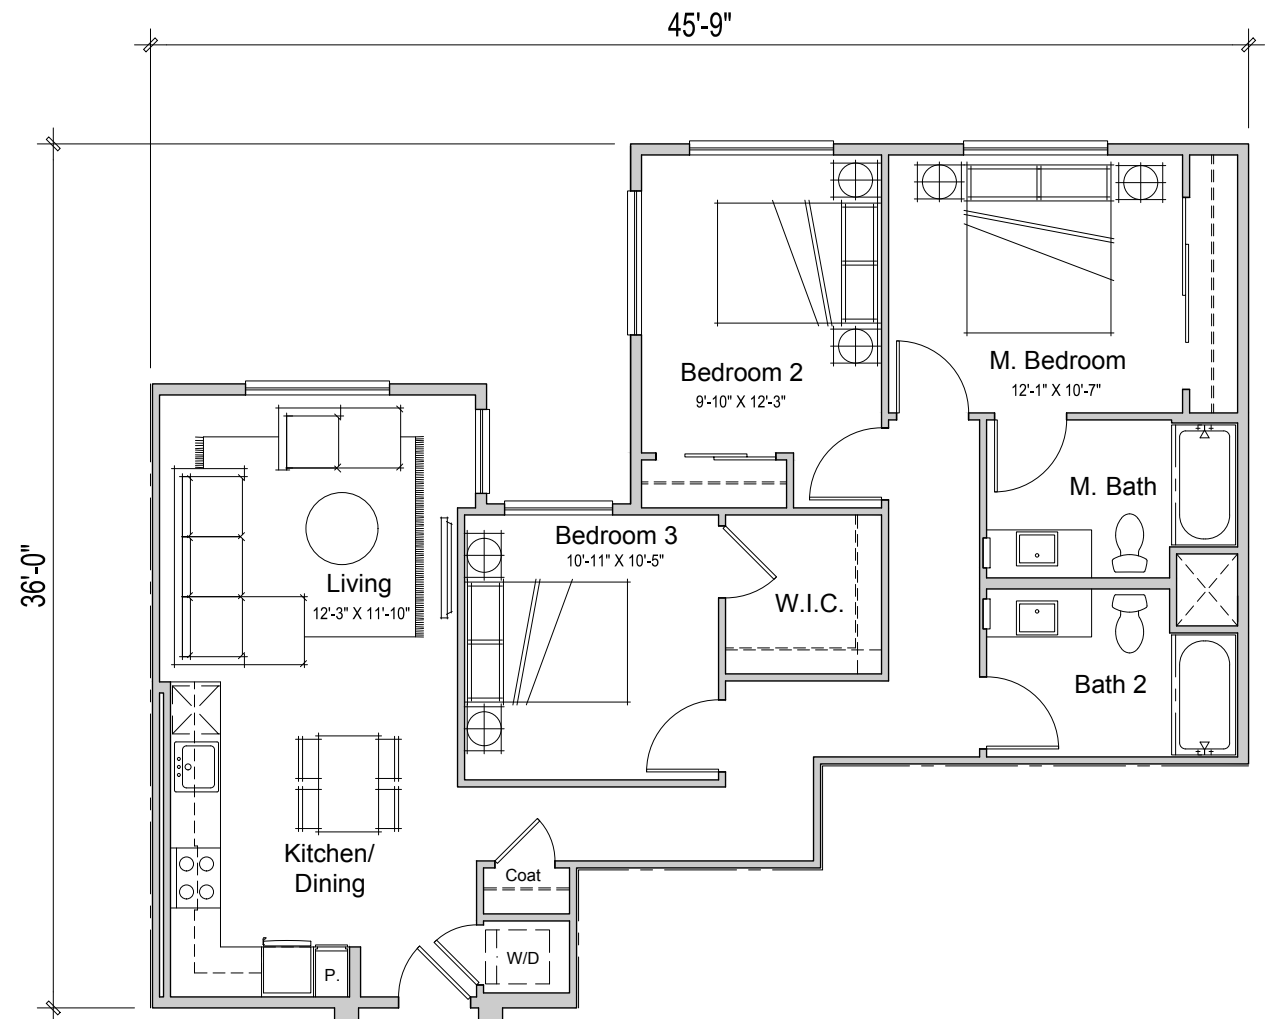 45'-9"
36'-0"
Bedroom 2
9'-10" X 12'-3"
M. Bedroom
12'-1" X 10'-7"
M. Bath
Bedroom 3
10'-11" X 10'-5"
Living
12'-3" X 11'-10"
W.I.C.
Bath 2
Kitchen/
Dining
Coat
W/D
P.